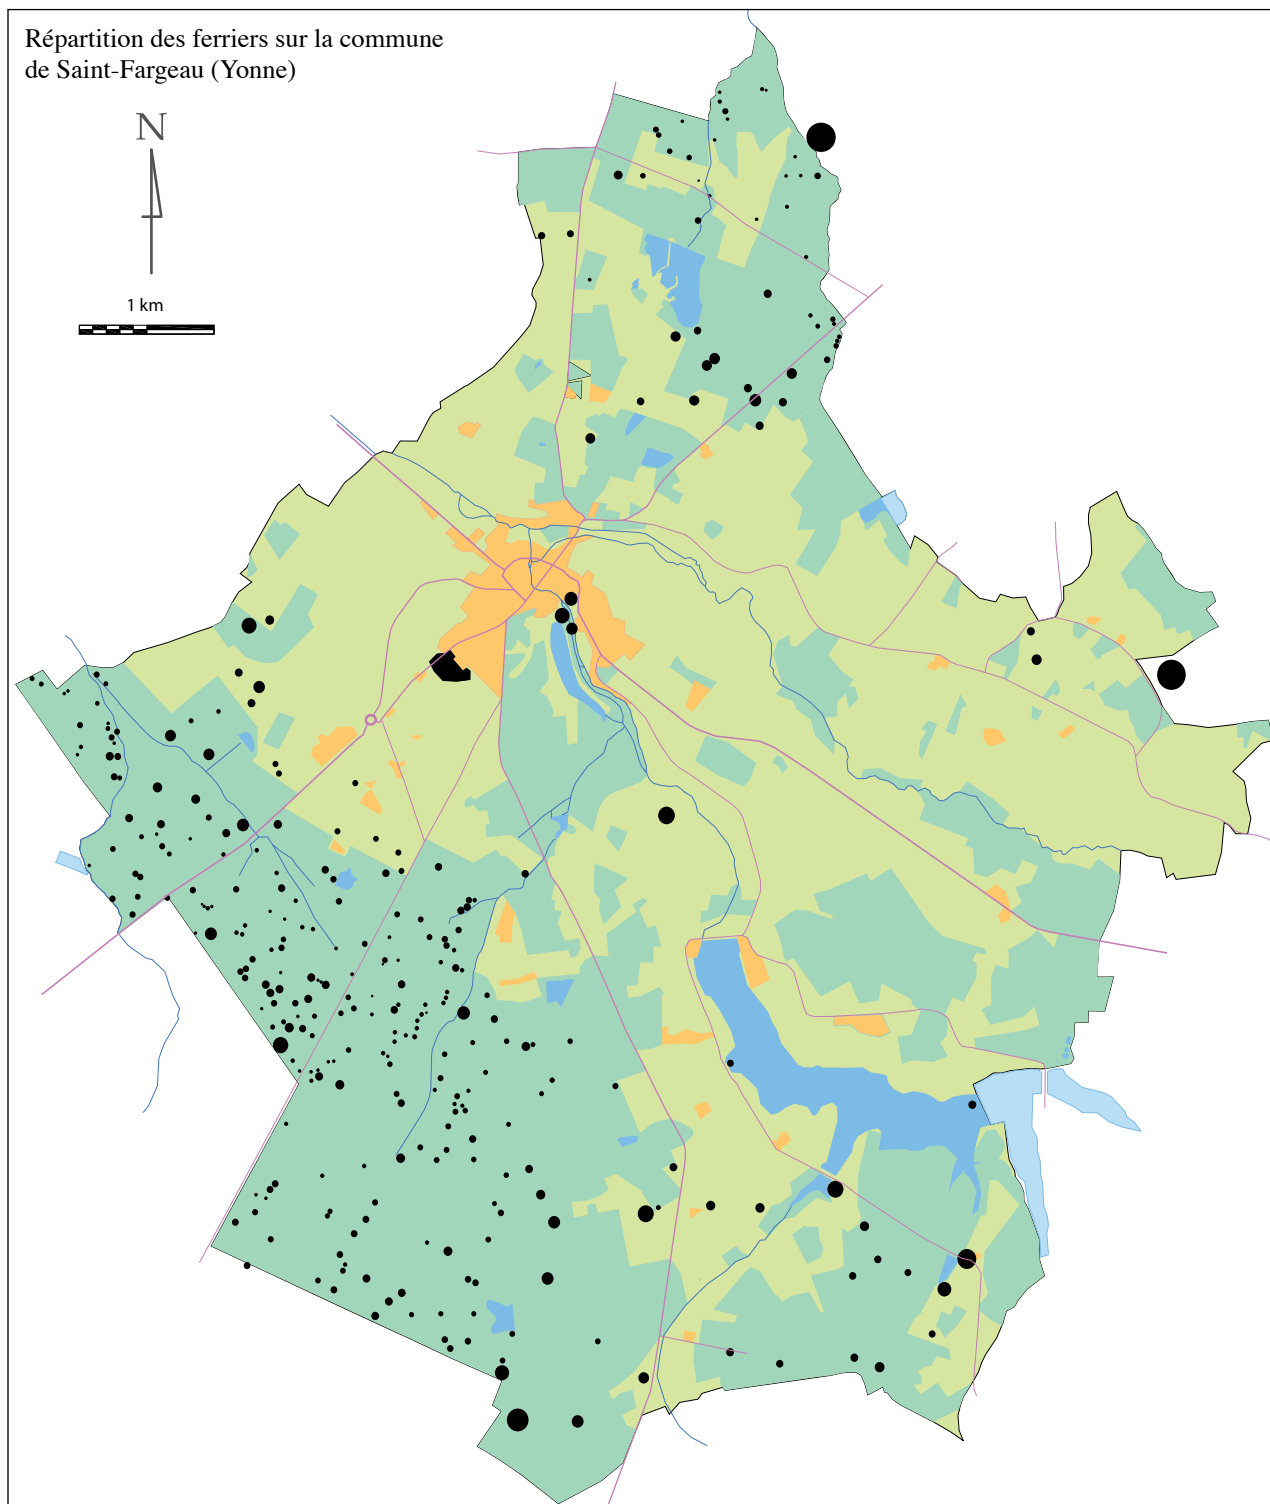 Répartition des ferriers sur la commune
de Saint-Fargeau (Yonne)
N
1 km